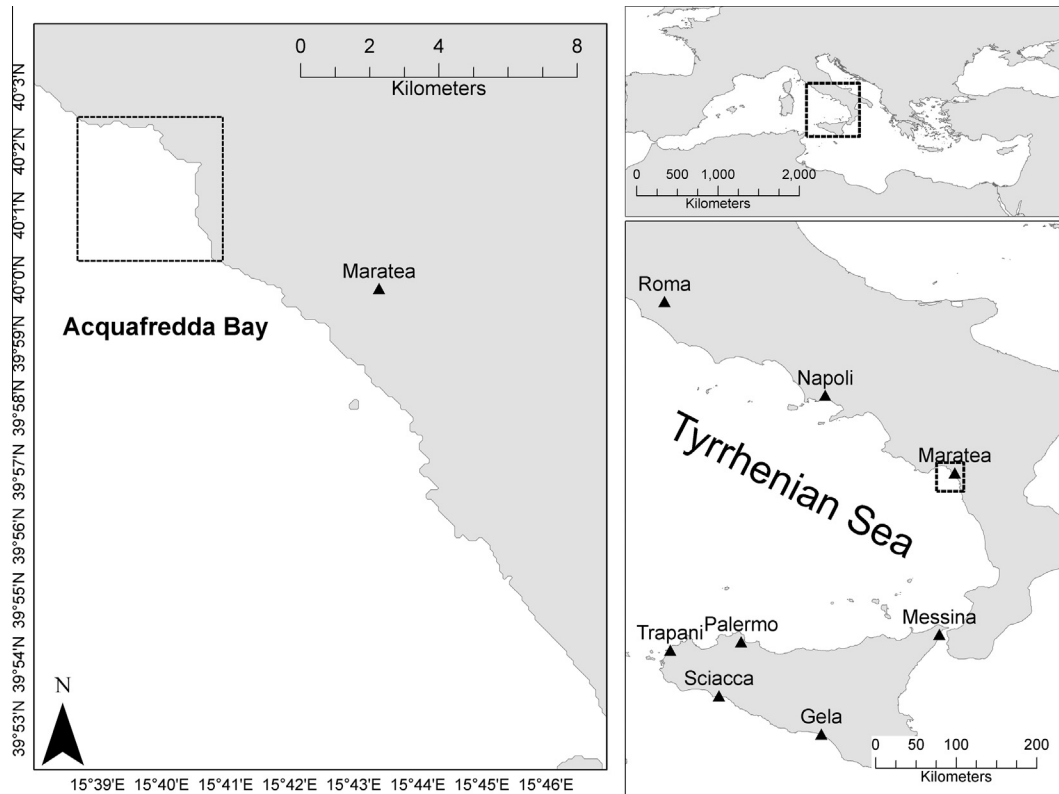 0 2 4 8
Kilometers
40°3'N
40°2'N
40°1'N
40°0'N
39°59'N
39°58'N
39°57'N
39°56'N
39°55'N
39°54'N
39°53'N
Maratea
Acquafredda Bay
N
15°39'E 15°40'E 15°41'E 15°42'E 15°43'E 15°44'E 15°45'E 15°46'E
0 500 1,000 2,000
Kilometers
Roma
Napoli
Maratea
Tyrrhenian Sea
Messina
Palermo
Trapani
Sciacca
Gela
0 50 100 200
Kilometers